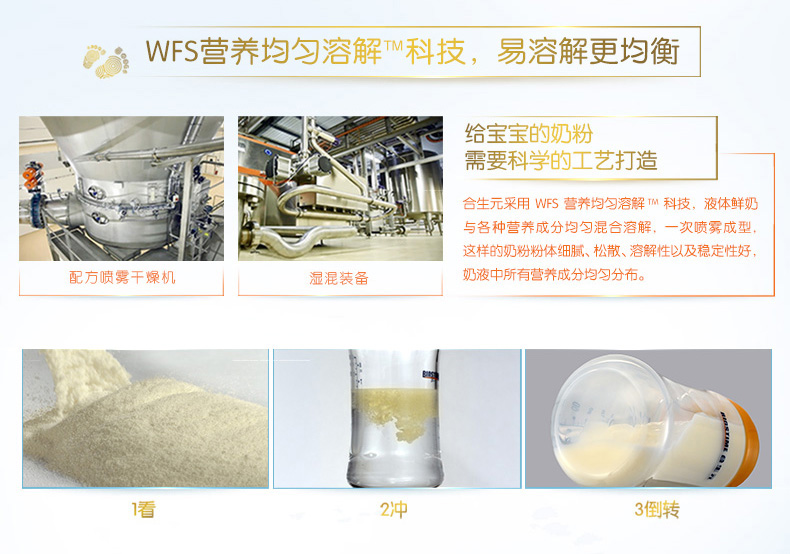 WFS营养均匀溶解™科技，易溶解更均衡
给宝宝的奶粉
需要科学的工艺打造
合生元采用 WFS 营养均匀溶解™ 科技，液体鲜奶
与各种营养成分均匀混合溶解，一次喷雾成型，
这样的奶粉粉体细腻、松散、溶解性以及稳定性好，
奶液中所有营养成分均匀分布。
配方喷雾干燥机
湿混装备
1看
2冲
3倒转